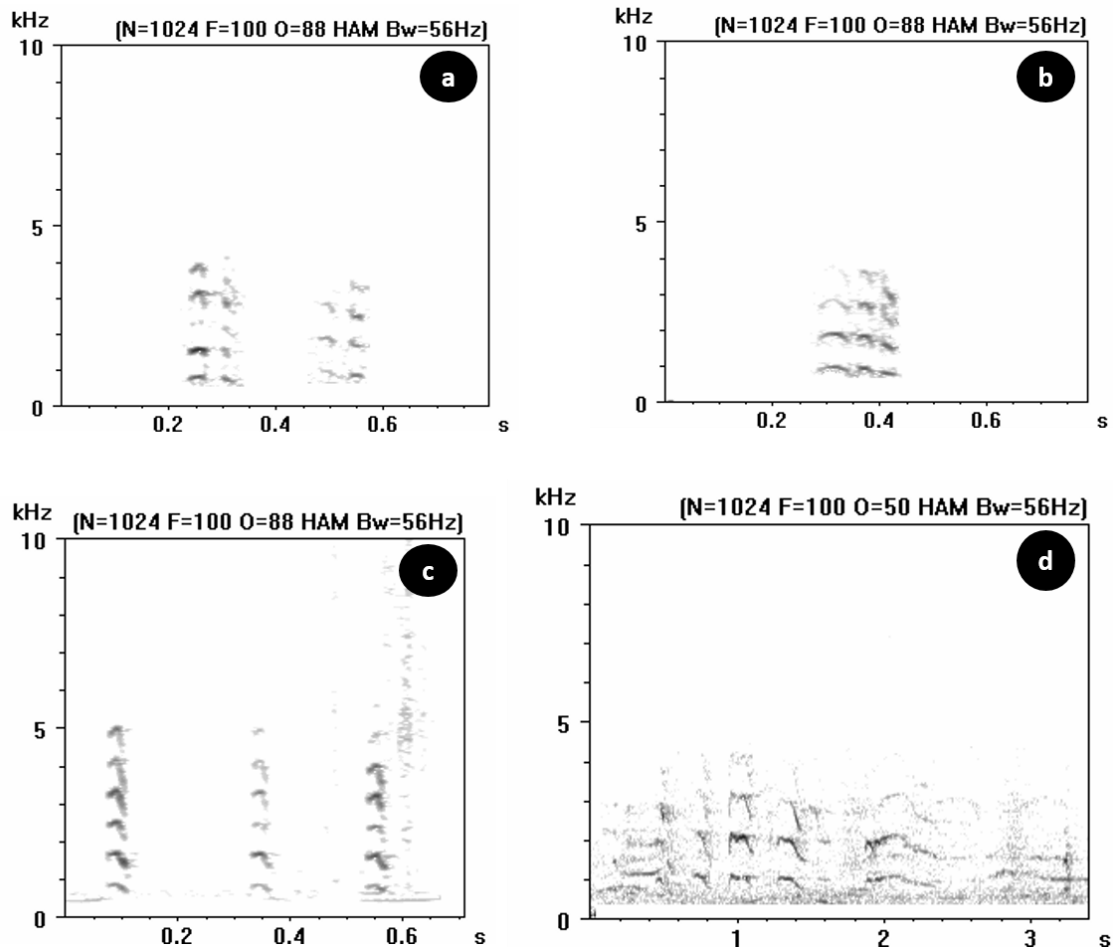 kHz (N=1024 F=100 O=88 HAM Bw=56Hz)
10
a
5
0
0.2 0.4 0.6 s
kHz (N=1024 F=100 O=88 HAM Bw=56Hz)
10
b
5
0
0.2 0.4 0.6 s
kHz (N=1024 F=100 O=88 HAM Bw=56Hz)
10
c
5
0
0.2 0.4 0.6 s
kHz (N=1024 F=100 O=50 HAM Bw=56Hz)
10
d
5
0
1 2 3 s